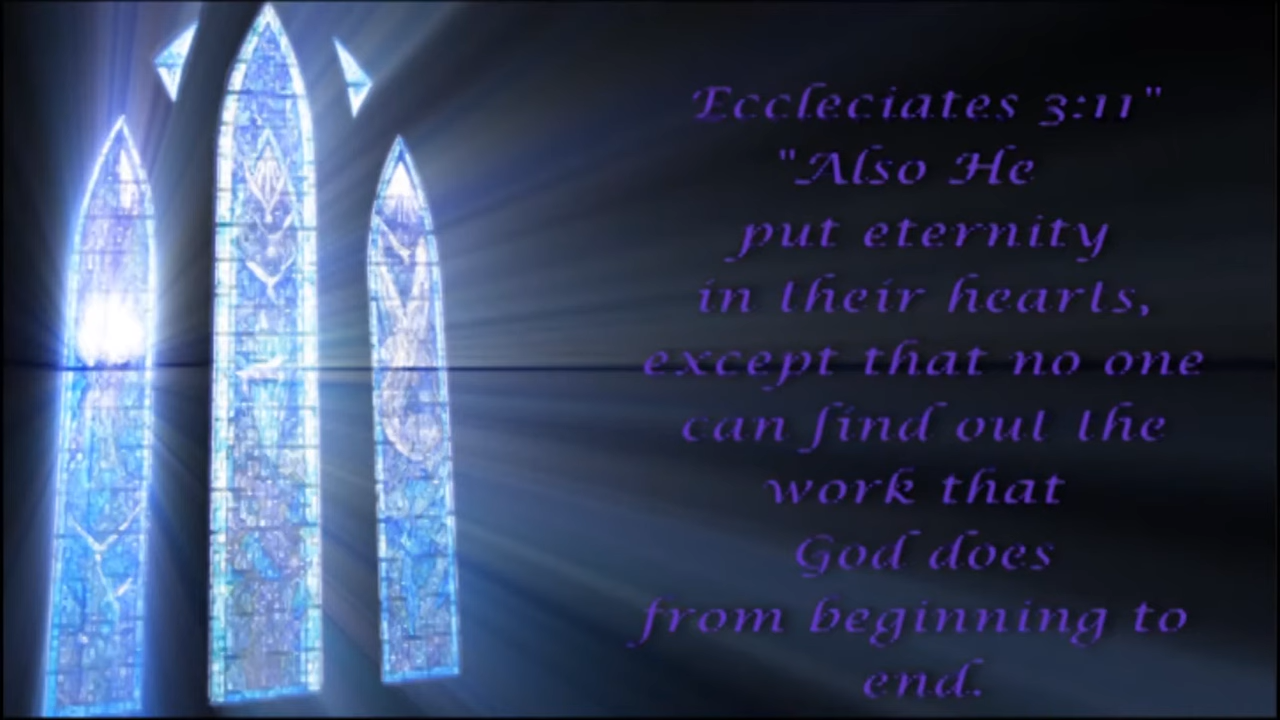 Eccleciates 3:11"
"Also He
put eternity
in their hearts,
except that no one
can find out the
work that
God does
from beginning to
end.